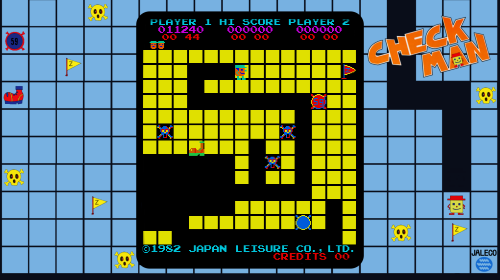 PLAYER 1 HI SCORE PLAYER 2
011240 000000 000000
00 44 00 00 00 00
CHECK
MAN
©1982 JAPAN LEISURE CO., LTD.
CREDITS 00
JALECO